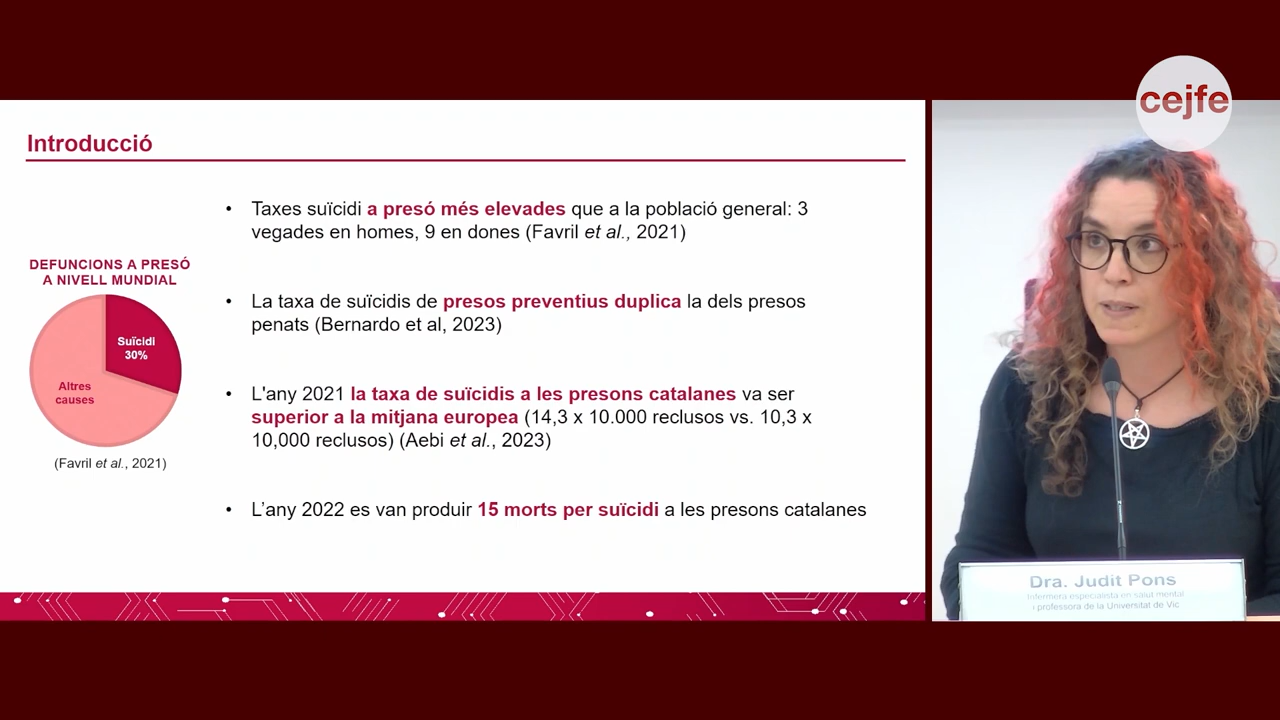 cejfe
Introducció
• Taxes suïcidi a presó més elevades que a la població general: 3
vegades en homes, 9 en dones (Favril et al., 2021)
DEFUNCIONS A PRESÓ
A NIVELL MUNDIAL
Suïcidi
30%
Altres
causes
(Favril et al., 2021)
• La taxa de suïcidis de presos preventius duplica la dels presos
penats (Bernardo et al, 2023)
• L'any 2021 la taxa de suïcidis a les presons catalanes va ser
superior a la mitjana europea (14,3 x 10.000 reclusos vs. 10,3 x
10,000 reclusos) (Aebi et al., 2023)
• L’any 2022 es van produir 15 morts per suïcidi a les presons catalanes
Dra. Judit Pons
Infermera especialista en salut mental
i professora de la Universitat de Vic